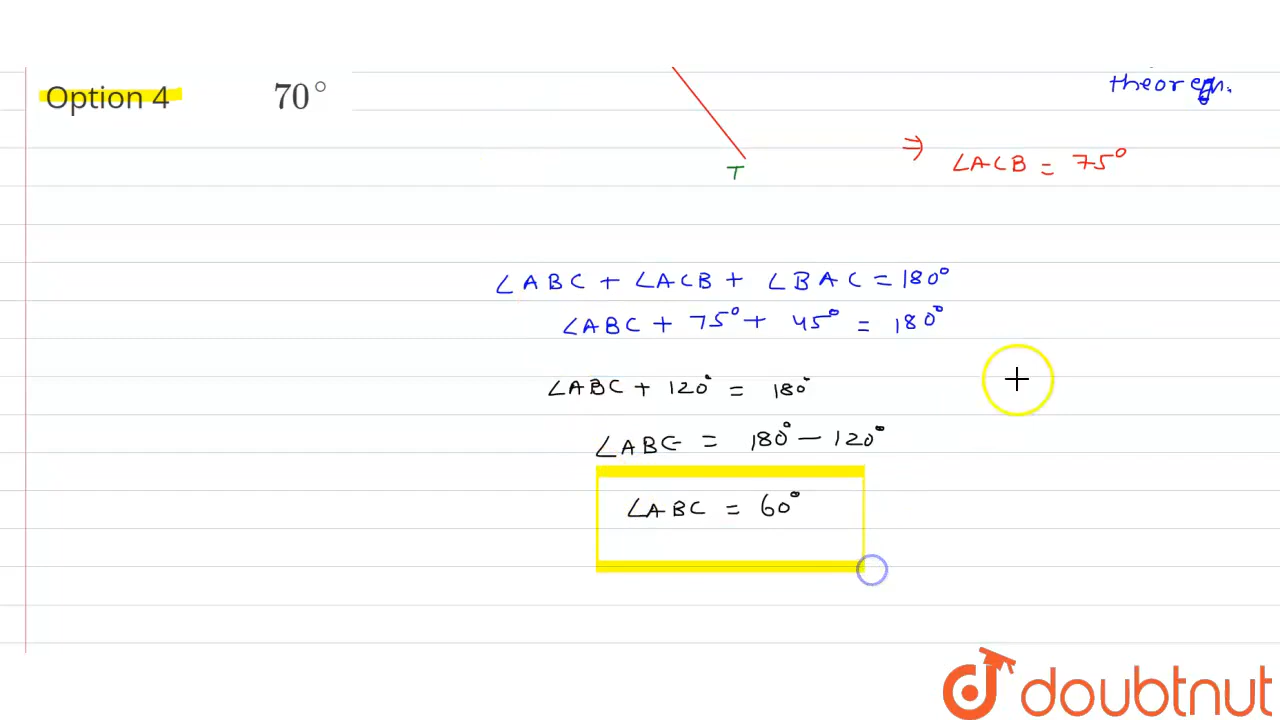 Option 4 70°
theorem.
⇒ ∠ACB = 75°
T
∠ABC + ∠ACB + ∠BAC = 180°
∠ABC + 75° + 45° = 180°
∠ABC + 120° = 180°
∠ABC = 180° − 120°
∠ABC = 60°
doubtnut